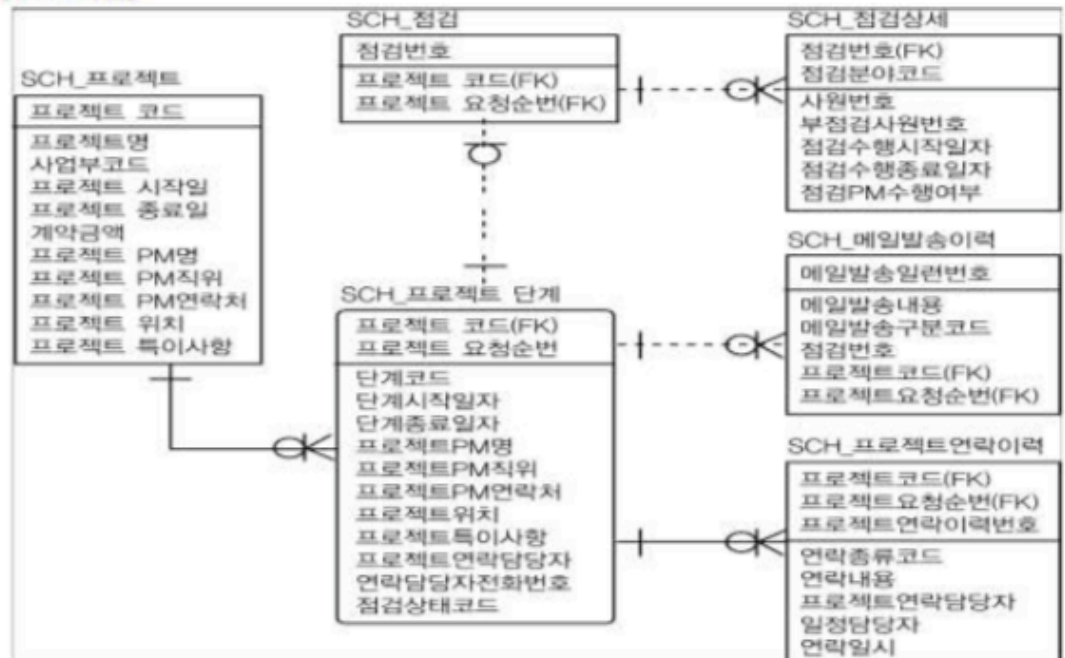 SCH_프로젝트
프로젝트 코드
프로젝트명
사업부코드
프로젝트 시작일
프로젝트 종료일
계약금액
프로젝트 PM명
프로젝트 PM직위
프로젝트 PM연락처
프로젝트 위치
프로젝트 특이사항
SCH_점검
점검번호
프로젝트 코드(FK)
프로젝트 요청순번(FK)
SCH_프로젝트 단계
프로젝트 코드(FK)
프로젝트 요청순번
단계코드
단계시작일자
단계종료일자
프로젝트PM명
프로젝트PM직위
프로젝트PM연락처
프로젝트위치
프로젝트특이사항
프로젝트연락담당자
연락담당자전화번호
점검상태코드
SCH_점검상세
점검번호(FK)
점검분야코드
사원번호
부점검사원번호
점검수행시작일자
점검수행종료일자
점검PM수행여부
SCH_메일발송이력
메일발송일련번호
메일발송내용
메일발송구분코드
점검번호
프로젝트코드(FK)
프로젝트요청순번(FK)
SCH_프로젝트연락이력
프로젝트코드(FK)
프로젝트요청순번(FK)
프로젝트연락이력번호
연락종류코드
연락내용
프로젝트연락담당자
일정담당자
연락일시